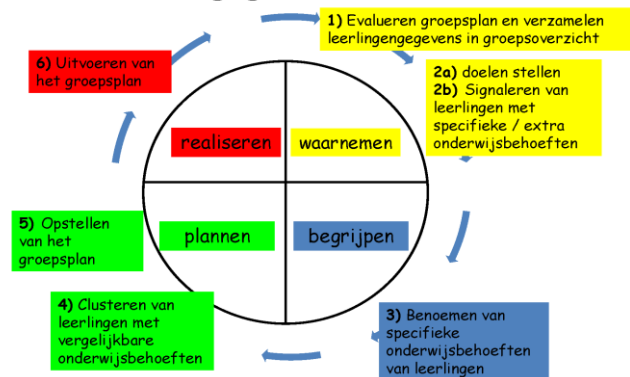 1) Evalueren groepsplan en verzamelen
leerlingengegevens in groepsoverzicht
2a) doelen stellen
2b) Signaleren van
leerlingen met
specifieke / extra
onderwijsbehoeften
3) Benoemen van
specifieke
onderwijsbehoeften
van leerlingen
4) Clusteren van
leerlingen met
vergelijkbare
onderwijsbehoeften
5) Opstellen
van het
groepsplan
6) Uitvoeren van
het groepsplan
realiseren
waarnemen
plannen
begrijpen